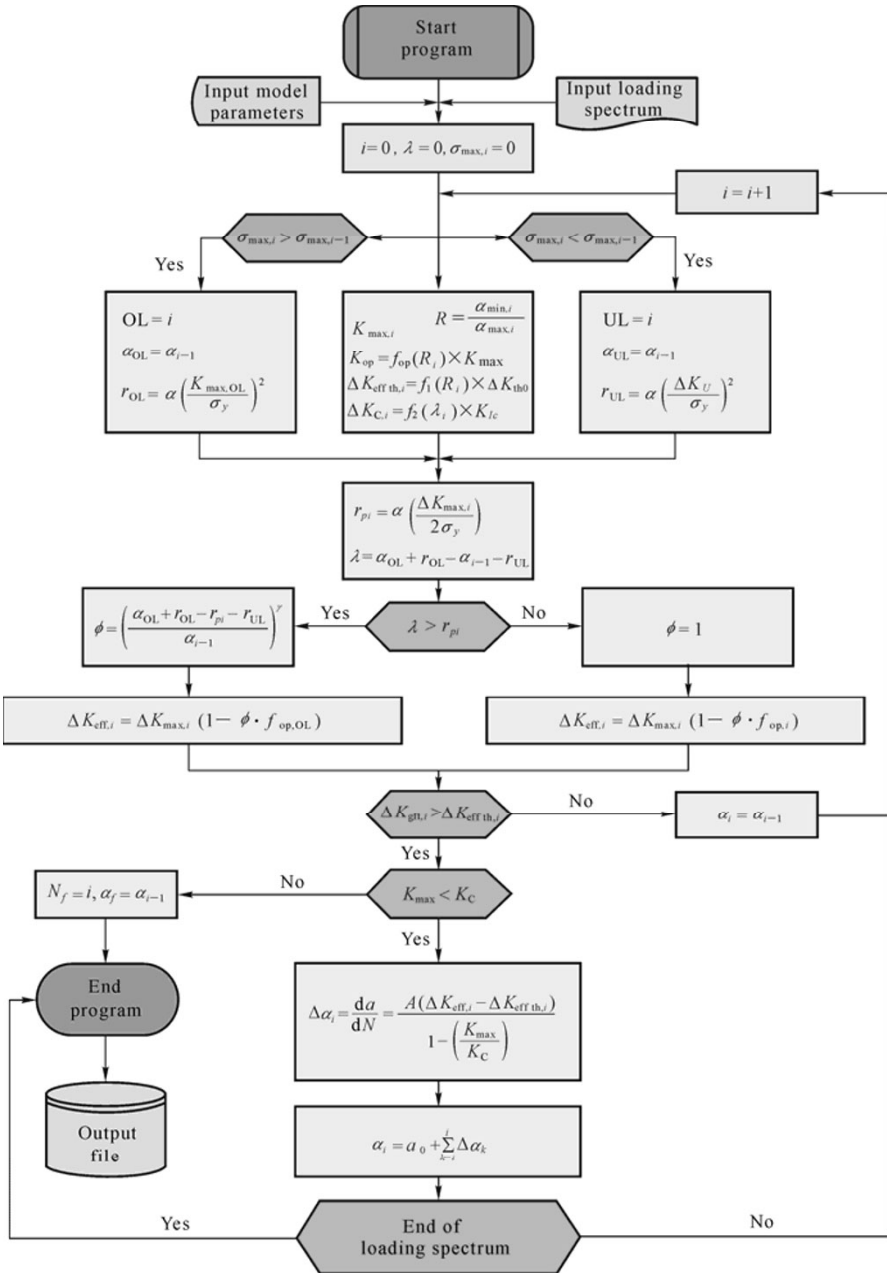 Start
program
Input model
parameters
Input loading
spectrum
i=0, λ=0, σmax,i=0
i=i+1
σmax,i > σmax,i−1
σmax,i < σmax,i−1
Yes
Yes
OL=i
αOL=αi−1
rOL=α(Kmax,OL/σy)²
Kmax,i R=αmin,i/αmax,i
Kop=fop(Ri)×Kmax
ΔKeff th,i=f1(Ri)×ΔKth0
ΔKC.i=f2(λi)×KIc
UL=i
αUL=αi−1
rUL=α(ΔKU/σy)²
rpi=α(ΔKmax,i/2σy)
λ=αOL+rOL−αi−1−rUL
λ>rpi
Yes
No
ϕ=((αOL+rOL−rpi−rUL)/αi−1)^y
ϕ=1
ΔKeff,i=ΔKmax,i (1−ϕ·fop,OL)
ΔKeff,i=ΔKmax,i (1−ϕ·fop,i)
>ΔKeff th,i
No
αi=αi−1
Yes
Kmax<KC
No
Nf=i, αf=αi−1
Yes
End
program
Δαi=da/dN=A(ΔKeff,i−ΔKeff th,i)/(1−(Kmax/KC))
Output
file
αi=a0+∑Δαk
End of
loading spectrum
Yes
No